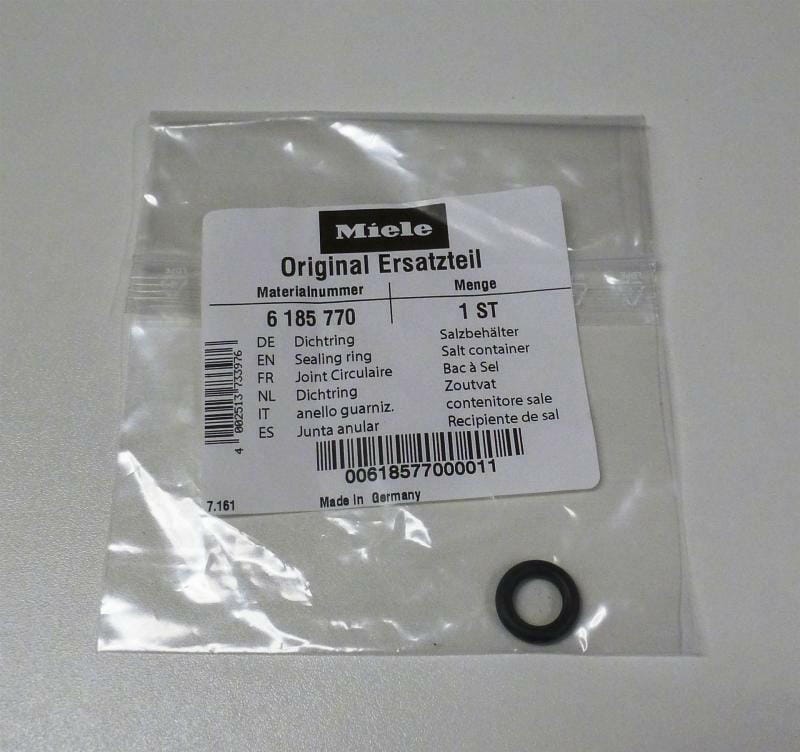 Miele
Original Ersatzteil
Materialnummer Menge
6 185 770 1 ST
DE Dichtring Salzbehälter
EN Sealing ring Salt container
FR Joint Circulaire Bac à Sel
NL Dichtring Zoutvat
IT anello guarniz. contenitore sale
ES Junta anular Recipiente de sal
4 002513 733976
00618577000011
7.161 Made in Germany